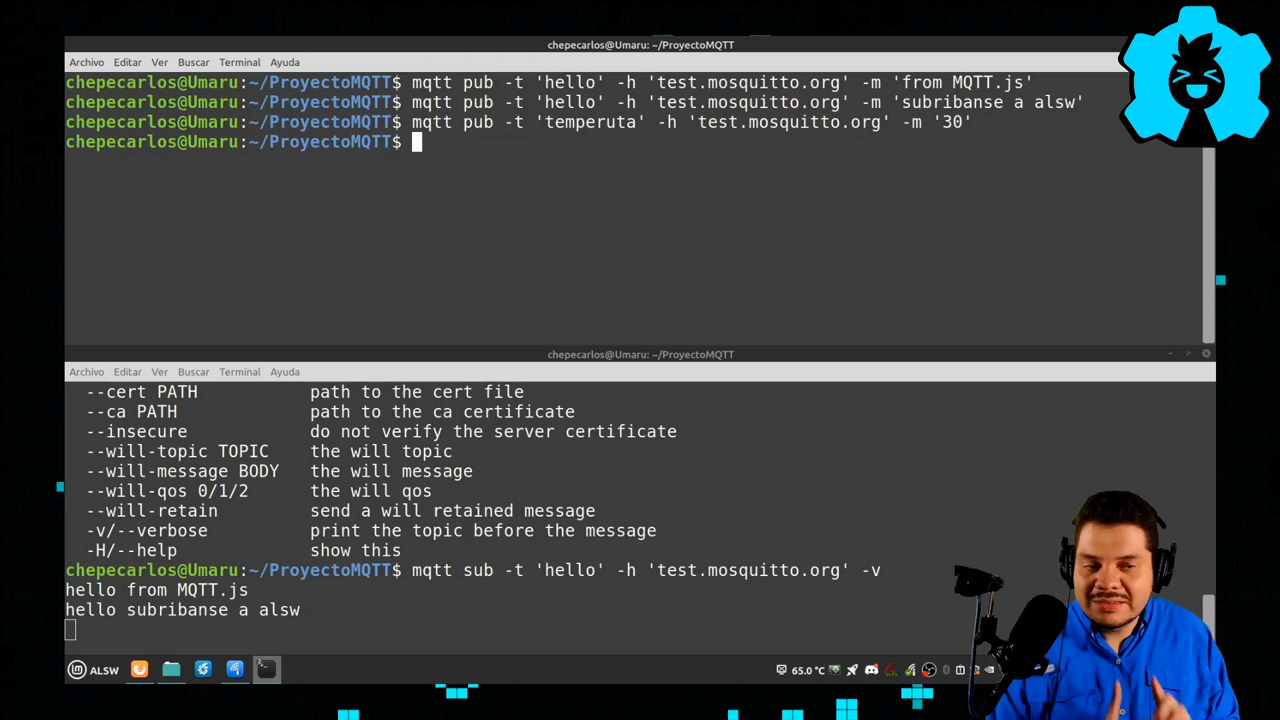 chepecarlos@Umaru: ~/ProyectoMQTT
Archivo Editar Ver Buscar Terminal Ayuda
chepecarlos@Umaru:~/ProyectoMQTT$ mqtt pub -t 'hello' -h 'test.mosquitto.org' -m 'from MQTT.js'
chepecarlos@Umaru:~/ProyectoMQTT$ mqtt pub -t 'hello' -h 'test.mosquitto.org' -m 'subribanse a alsw'
chepecarlos@Umaru:~/ProyectoMQTT$ mqtt pub -t 'temperuta' -h 'test.mosquitto.org' -m '30'
chepecarlos@Umaru:~/ProyectoMQTT$
chepecarlos@Umaru: ~/ProyectoMQTT
Archivo Editar Ver Buscar Terminal Ayuda
--cert PATH path to the cert file
--ca PATH path to the ca certificate
--insecure do not verify the server certificate
--will-topic TOPIC the will topic
--will-message BODY the will message
--will-qos 0/1/2 the will qos
--will-retain send a will retained message
-v/--verbose print the topic before the message
-H/--help show this
chepecarlos@Umaru:~/ProyectoMQTT$ mqtt sub -t 'hello' -h 'test.mosquitto.org' -v
hello from MQTT.js
hello subribanse a alsw
ALSW 65.0 °C